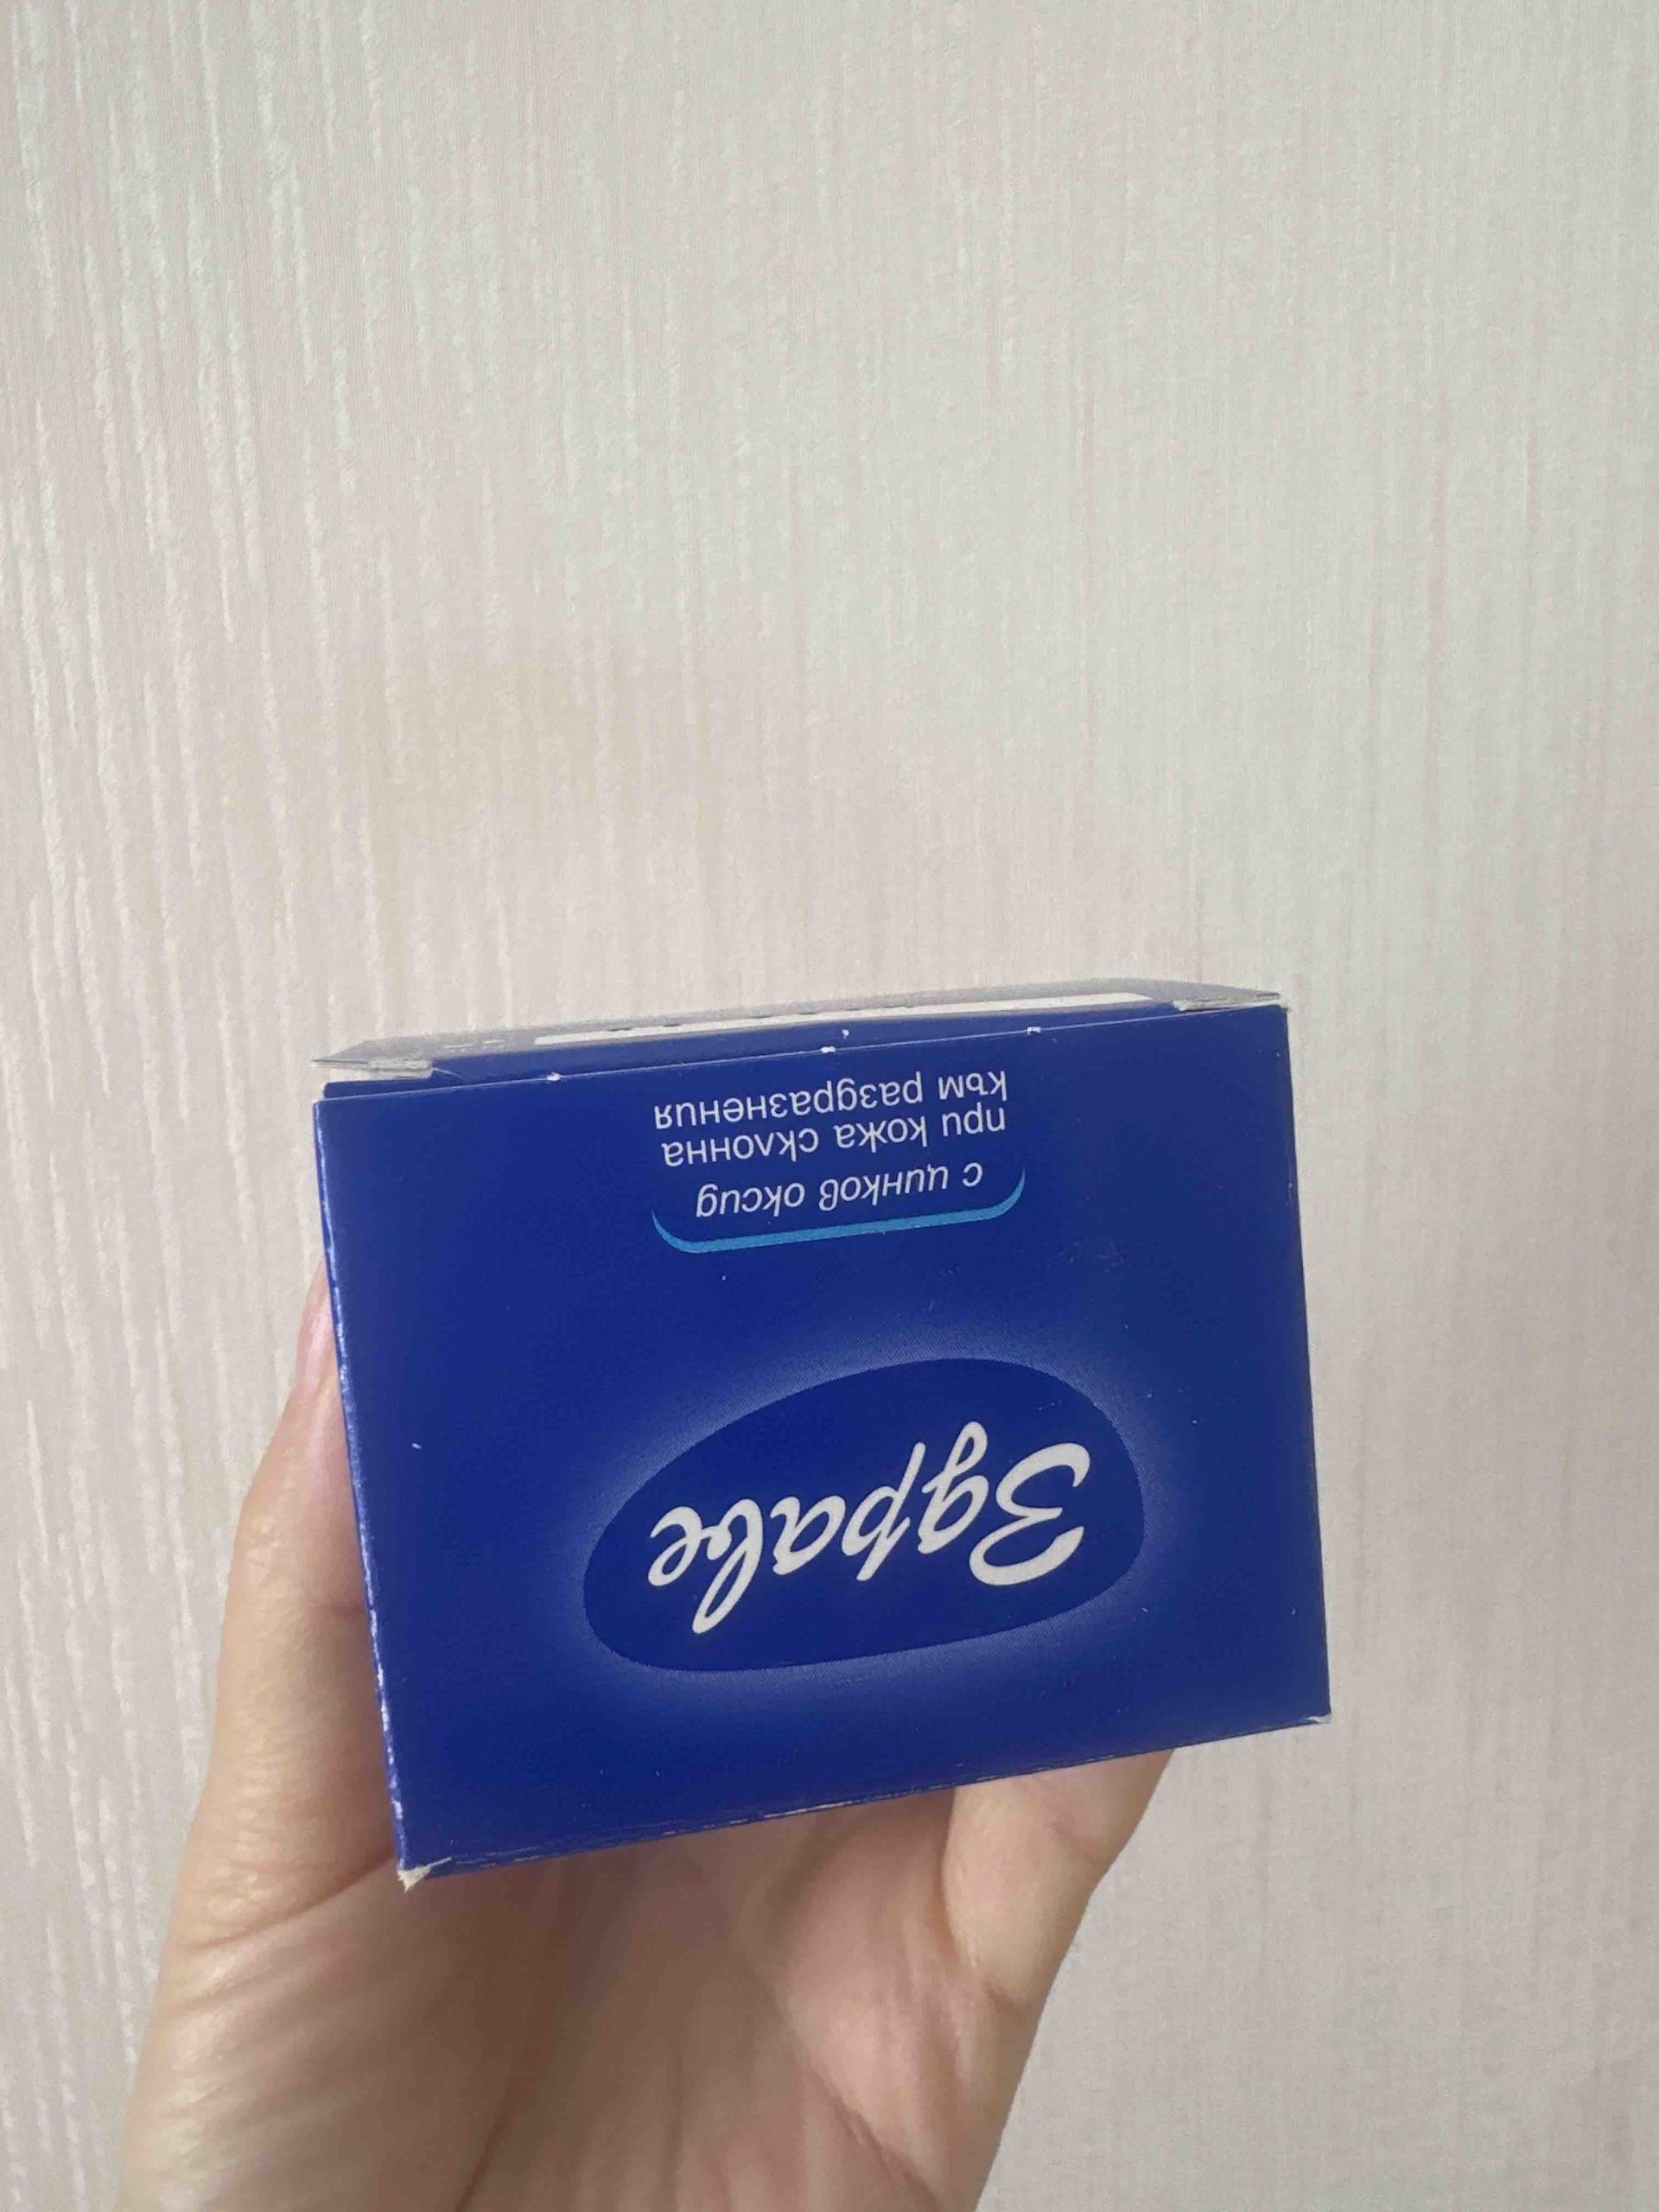 Здраве
с цинков оксид
при кожа склонна
към раздразнения